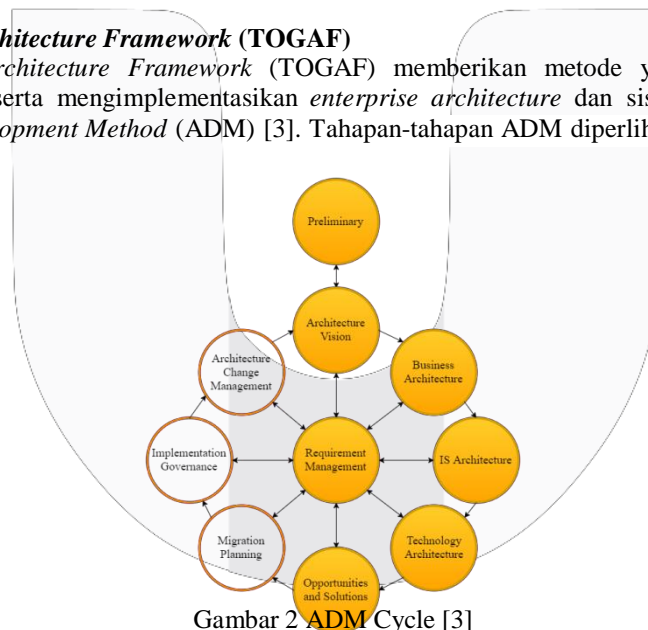 hitecture Framework (TOGAF)
rchitecture Framework (TOGAF) memberikan metode y
serta mengimplementasikan enterprise architecture dan sis
opment Method (ADM) [3]. Tahapan-tahapan ADM diperlih
Preliminary
Architecture
Vision
Architecture
Change
Management
Business
Architecture
Implementation
Governance
Requirement
Management
IS Architecture
Migration
Planning
Technology
Architecture
Opportunities
and Solutions
Gambar 2 ADM Cycle [3]